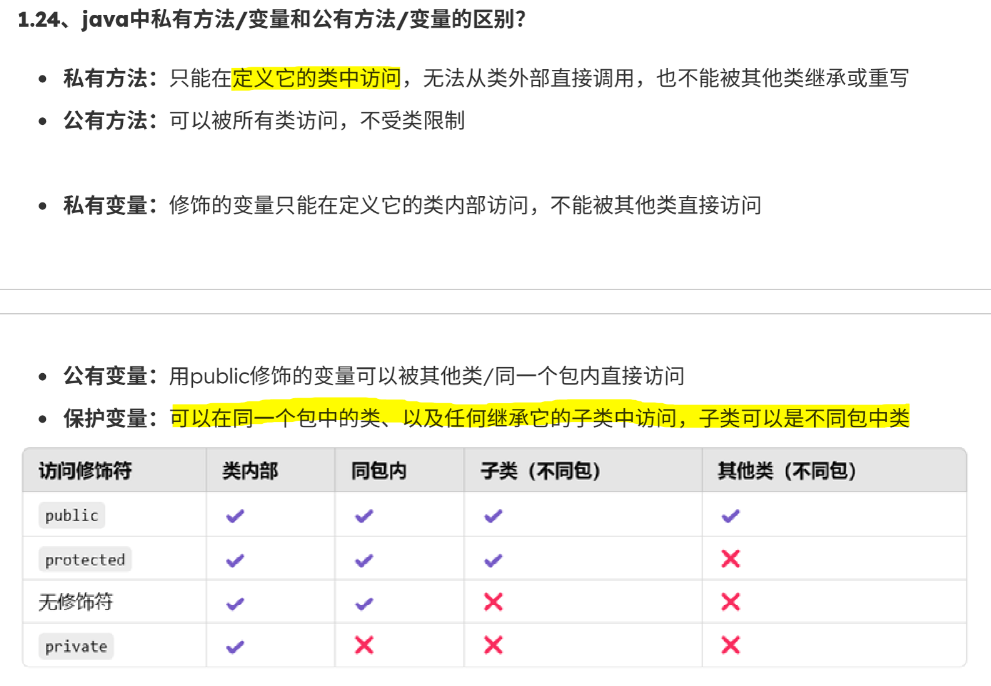 1.24、java中私有方法/变量和公有方法/变量的区别？
• 私有方法：只能在定义它的类中访问，无法从类外部直接调用，也不能被其他类继承或重写
• 公有方法：可以被所有类访问，不受类限制
• 私有变量：修饰的变量只能在定义它的类内部访问，不能被其他类直接访问
• 公有变量：用public修饰的变量可以被其他类/同一个包内直接访问
• 保护变量：可以在同一个包中的类、以及任何继承它的子类中访问，子类可以是不同包中类
访问修饰符 类内部 同包内 子类（不同包） 其他类（不同包）
public ✔ ✔ ✔ ✔
protected ✔ ✔ ✔ ❌
无修饰符 ✔ ✔ ❌ ❌
private ✔ ❌ ❌ ❌